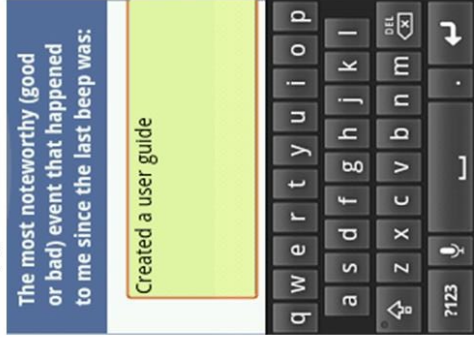 The most noteworthy (good
or bad) event that happened
to me since the last beep was:
Created a user guide
q w e r t y u i o p
a s d f g h j k l
z x c v b n m DEL
?123 .